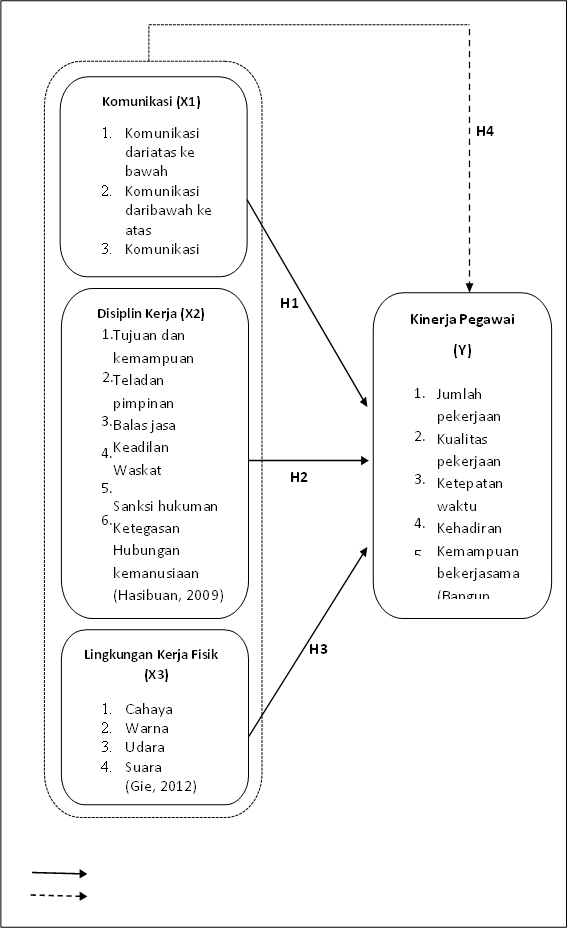 Komunikasi (X1)
1. Komunikasi
dariatas ke
bawah
2. Komunikasi
daribawah ke
atas
3. Komunikasi
H4
H1
Disiplin Kerja (X2)
1. Tujuan dan
kemampuan
2. Teladan
pimpinan
3. Balas jasa
4. Keadilan
Waskat
5.
Sanksi hukuman
6. Ketegasan
Hubungan
kemanusiaan
(Hasibuan, 2009)
H2
Kinerja Pegawai
(Y)
1. Jumlah
pekerjaan
2. Kualitas
pekerjaan
3. Ketepatan
waktu
4. Kehadiran
5. Kemampuan
bekerjasama
(Bangun
Lingkungan Kerja Fisik
(X3)
1. Cahaya
2. Warna
3. Udara
4. Suara
(Gie, 2012)
H3